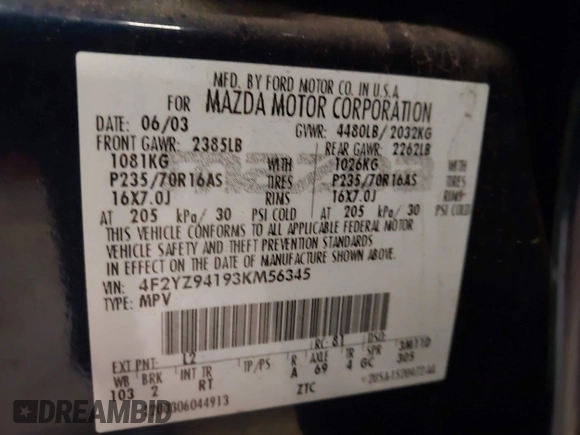 MFD. BY FORD MOTOR CO. IN U.S.A.
FOR MAZDA MOTOR CORPORATION
DATE: 06/03 GVWR: 4480LB/ 2032KG
FRONT GAWR: 2385LB REAR GAWR: 2262LB
1081KG WITH 1026KG WITH
P235/70R16AS TIRES P235/70R16AS TIRES
16X7.0J RIMS 16X7.0J RIMS
AT 205 kPa/ 30 PSI COLD AT 205 kPa/ 30 PSI COLD
THIS VEHICLE CONFORMS TO ALL APPLICABLE FEDERAL MOTOR
VEHICLE SAFETY AND THEFT PREVENTION STANDARDS
IN EFFECT ON THE DATE OF MANUFACTURE SHOWN ABOVE.
VIN: 4F2YZ94193KM56345
TYPE: MPV
RC: 81 DSO:
EXT PNT: L2 3M110
WB BRK INT TR TP/PS R AXLE TR SPR
103 2 RT A 69 4 GC 305
ZTC
DREAMBID